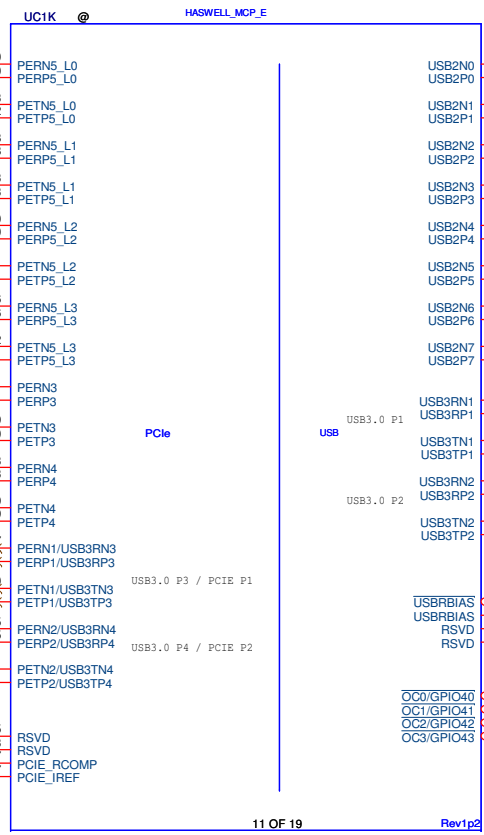 UC1K @ HASWELL_MCP_E
PERN5_L0
PERP5_L0
PETN5_L0
PETP5_L0
PERN5_L1
PERP5_L1
PETN5_L1
PETP5_L1
PERN5_L2
PERP5_L2
PETN5_L2
PETP5_L2
PERN5_L3
PERP5_L3
PETN5_L3
PETP5_L3
PERN3
PERP3
PETN3
PETP3
PERN4
PERP4
PETN4
PETP4
PERN1/USB3RN3
PERP1/USB3RP3
PETN1/USB3TN3
PETP1/USB3TP3
PERN2/USB3RN4
PERP2/USB3RP4
PETN2/USB3TN4
PETP2/USB3TP4
RSVD
RSVD
PCIE_RCOMP
PCIE_IREF
PCIe
USB3.0 P3 / PCIE P1
USB3.0 P4 / PCIE P2
USB
USB3.0 P1
USB3.0 P2
USB2N0
USB2P0
USB2N1
USB2P1
USB2N2
USB2P2
USB2N3
USB2P3
USB2N4
USB2P4
USB2N5
USB2P5
USB2N6
USB2P6
USB2N7
USB2P7
USB3RN1
USB3RP1
USB3TN1
USB3TP1
USB3RN2
USB3RP2
USB3TN2
USB3TP2
USBRBIAS
USBRBIAS
RSVD
RSVD
OC0/GPIO40
OC1/GPIO41
OC2/GPIO42
OC3/GPIO43
11 OF 19
Rev1p2